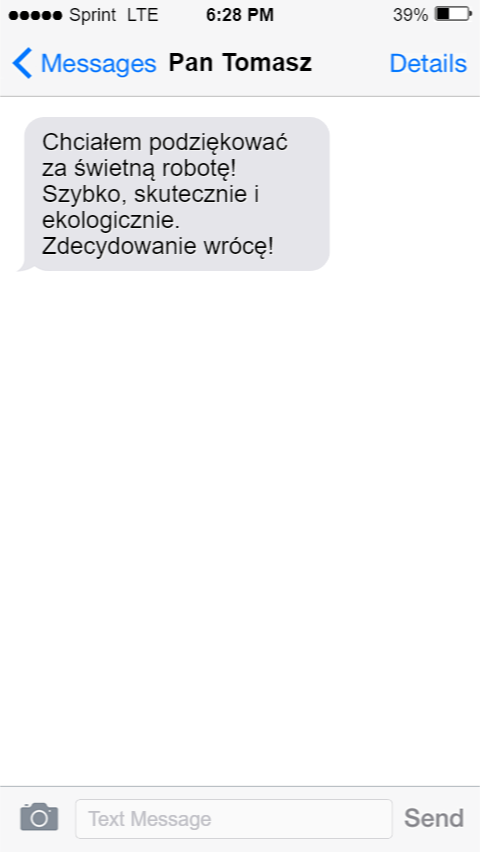 Sprint LTE 6:28 PM 39%
Messages Pan Tomasz Details
Chciałem podziękować
za świetną robotę!
Szybko, skutecznie i
ekologicznie.
Zdecydowanie wrócę!
Text Message Send